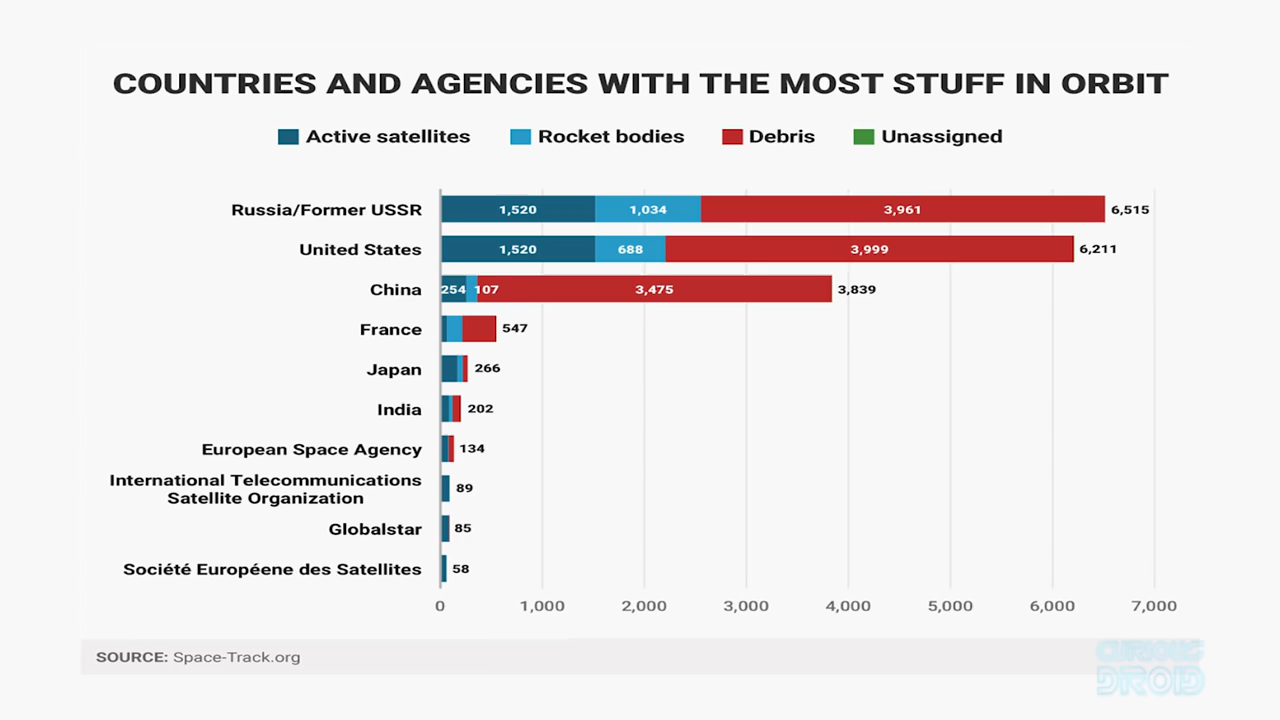 COUNTRIES AND AGENCIES WITH THE MOST STUFF IN ORBIT
Active satellites Rocket bodies Debris Unassigned
Russia/Former USSR 1,520 1,034 3,961 6,515
United States 1,520 688 3,999 6,211
China 254 107 3,475 3,839
France 547
Japan 266
India 202
European Space Agency 134
International Telecommunications
Satellite Organization 89
Globalstar 85
Société Européene des Satellites 58
0 1,000 2,000 3,000 4,000 5,000 6,000 7,000
SOURCE: Space-Track.org
CURIOUS
DROID